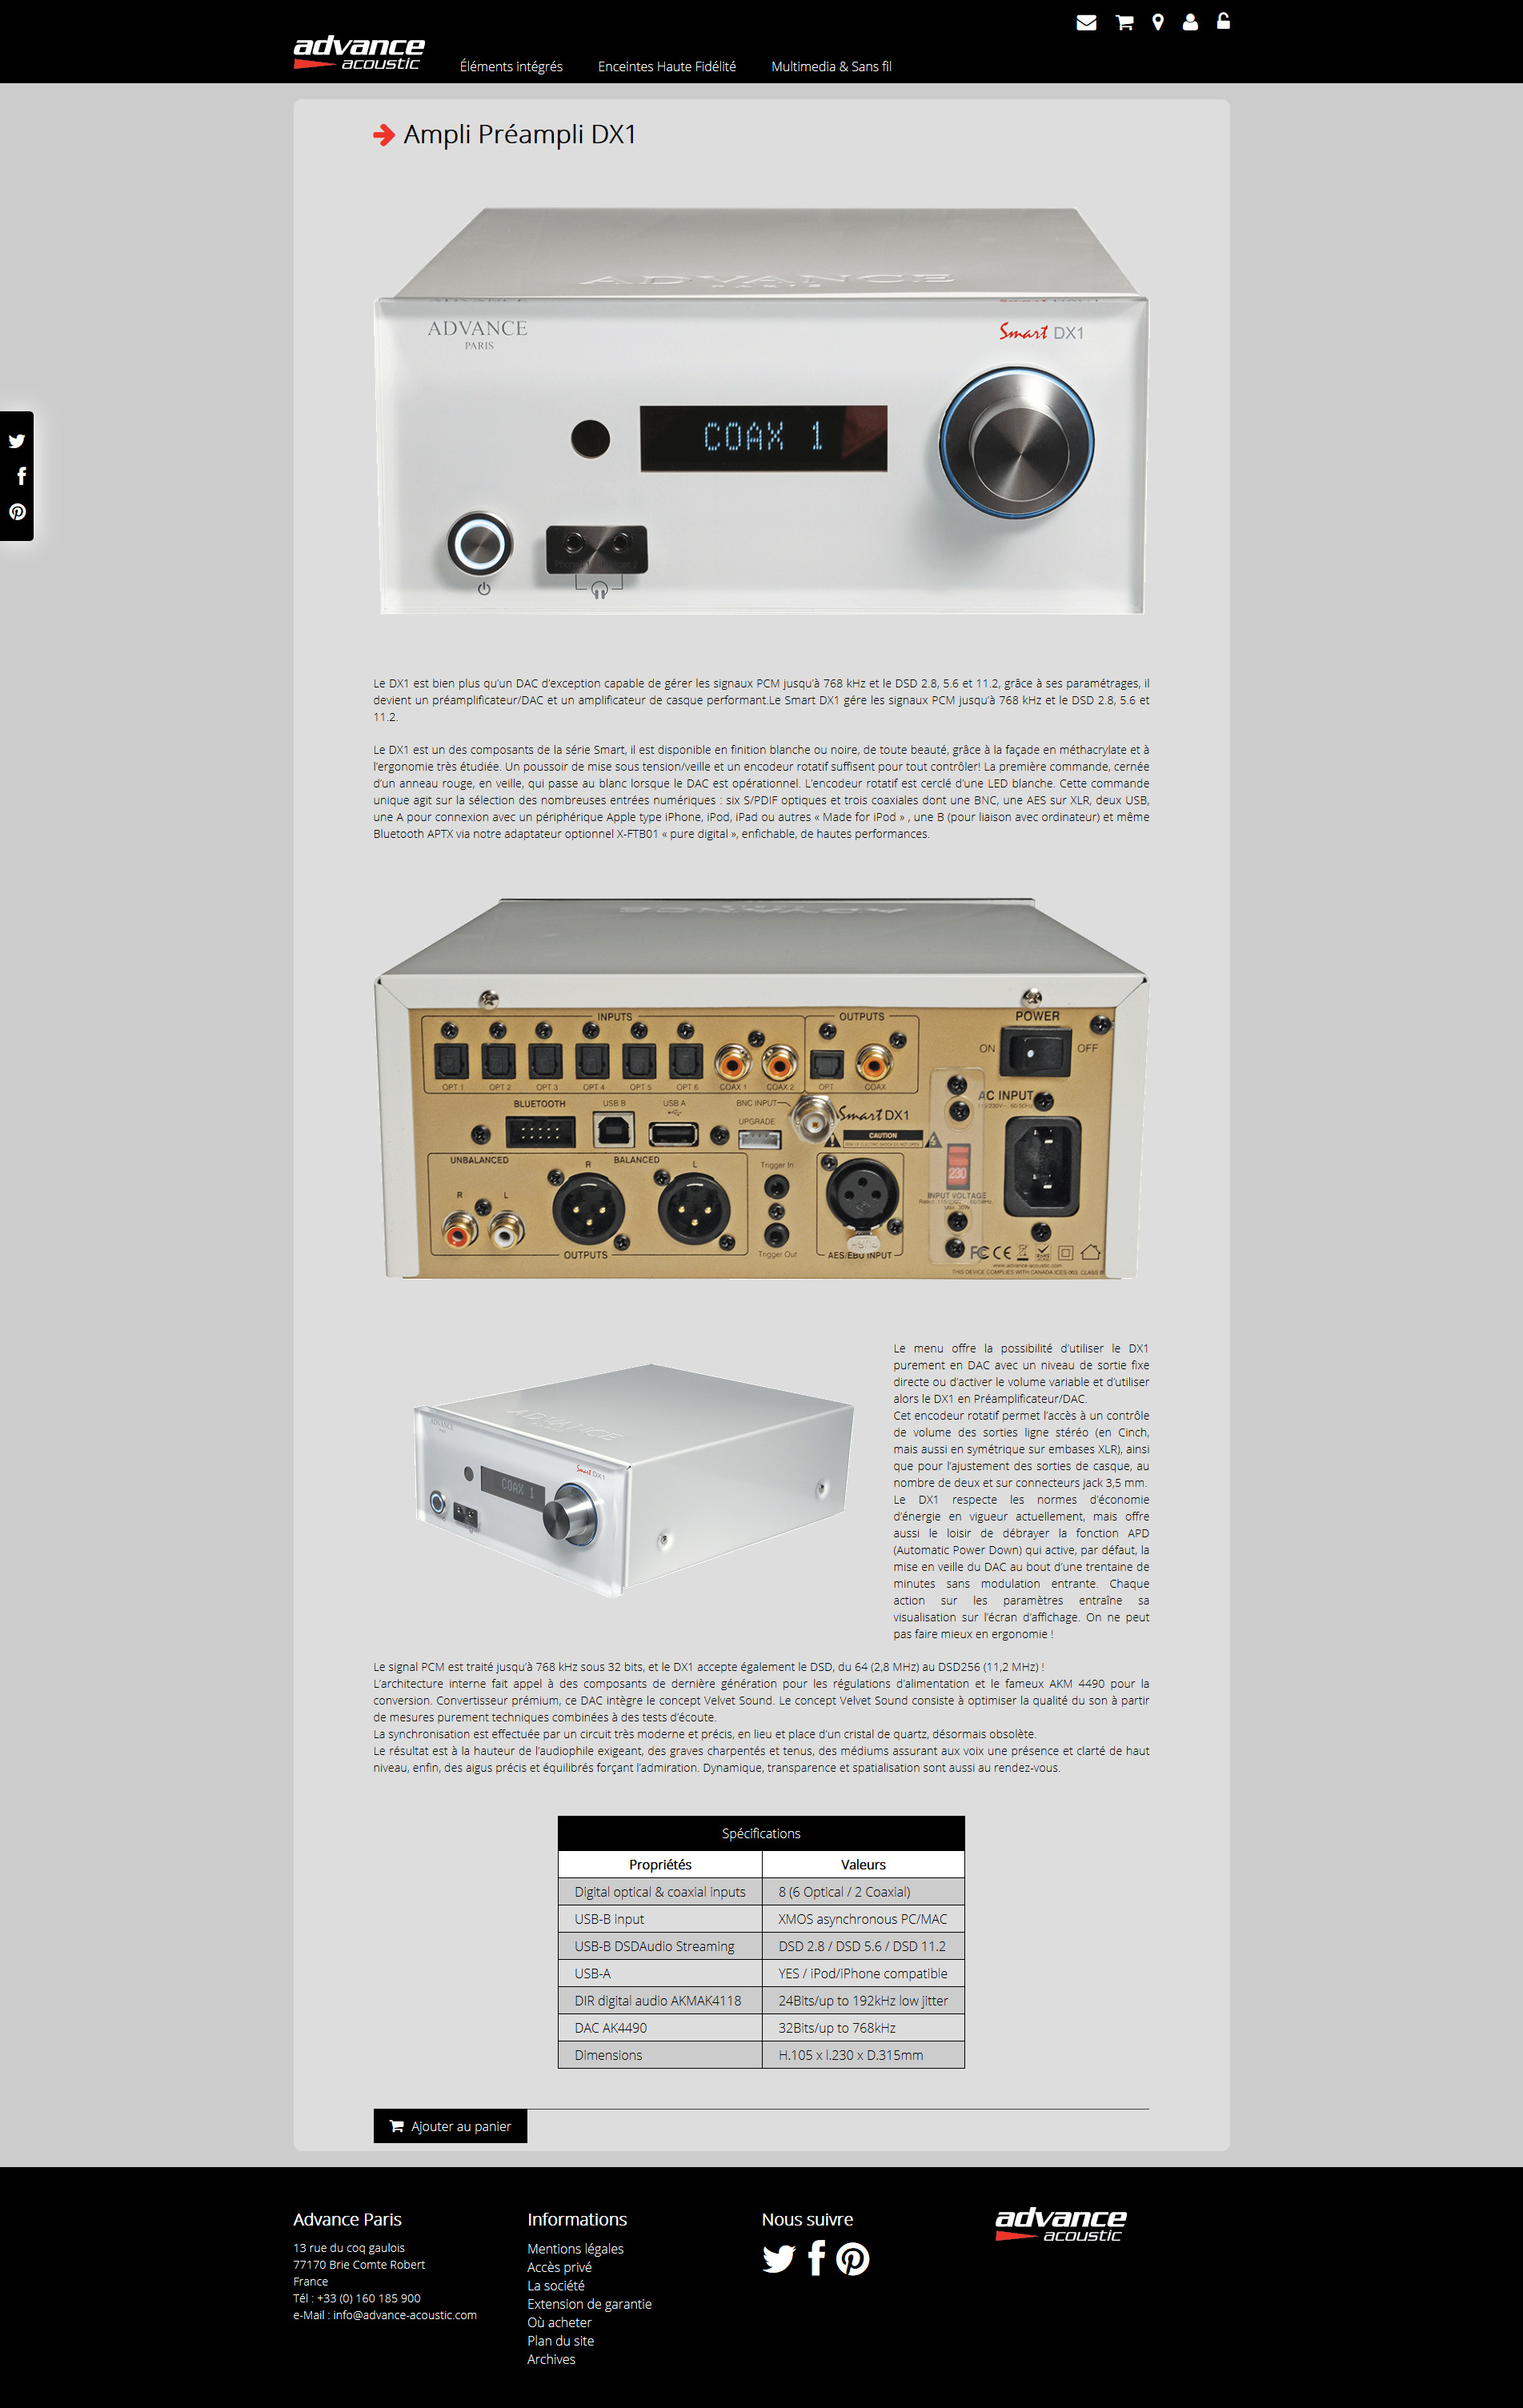 advance
acoustic
Éléments intégrés
Enceintes Haute Fidélité
Multimedia & Sans fil
Ampli Préampli DX1
ADVANCE
ADVANCE
PARIS
Smart DX1
COAX 1
Le DX1 est bien plus qu’un DAC d’exception capable de gérer les signaux PCM jusqu’à 768 kHz et le DSD 2.8, 5.6 et 11.2, grâce à ses paramétrages, il
devient un préamplificateur/DAC et un amplificateur de casque performant.Le Smart DX1 gére les signaux PCM jusqu’à 768 kHz et le DSD 2.8, 5.6 et
11.2.
Le DX1 est un des composants de la série Smart, il est disponible en finition blanche ou noire, de toute beauté, grâce à la façade en méthacrylate et à
l’ergonomie très étudiée. Un poussoir de mise sous tension/veille et un encodeur rotatif suffisent pour tout contrôler! La première commande, cernée
d’un anneau rouge, en veille, qui passe au blanc lorsque le DAC est opérationnel. L’encodeur rotatif est cerclé d’une LED blanche. Cette commande
unique agit sur la sélection des nombreuses entrées numériques : six S/PDIF optiques et trois coaxiales dont une BNC, une AES sur XLR, deux USB,
une A pour connexion avec un périphérique Apple type iPhone, iPod, iPad ou autres « Made for iPod » , une B (pour liaison avec ordinateur) et même
Bluetooth APTX via notre adaptateur optionnel X-FTB01 « pure digital », enfichable, de hautes performances.
ADVANCE
INPUTS
OUTPUTS
POWER
ON
OFF
OPT 1
OPT 2
OPT 3
OPT 4
OPT 5
OPT 6
COAX 1
COAX 2
OPT
COAX
AC INPUT
BLUETOOTH
USB B
USB A
BNC INPUT
UPGRADE
Smart DX1
CAUTION
UNBALANCED
R
BALANCED
L
Trigger In
230
INPUT VOLTAGE
R
L
OUTPUTS
Trigger Out
PUSH
AES/EBU INPUT
FC CE
www.advance-acoustic.com
THIS DEVICE COMPLIES WITH CANADA ICES-003, CLASS B
Le menu offre la possibilité d’utiliser le DX1
purement en DAC avec un niveau de sortie fixe
directe ou d’activer le volume variable et d’utiliser
alors le DX1 en Préamplificateur/DAC.
Cet encodeur rotatif permet l’accès à un contrôle
de volume des sorties ligne stéréo (en Cinch,
mais aussi en symétrique sur embases XLR), ainsi
que pour l’ajustement des sorties de casque, au
nombre de deux et sur connecteurs jack 3,5 mm.
Le DX1 respecte les normes d’économie
d’énergie en vigueur actuellement, mais offre
aussi le loisir de débrayer la fonction APD
(Automatic Power Down) qui active, par défaut, la
mise en veille du DAC au bout d’une trentaine de
minutes sans modulation entrante. Chaque
action sur les paramètres entraîne sa
visualisation sur l’écran d’affichage. On ne peut
pas faire mieux en ergonomie !
ADVANCE
Smart DX1
COAX 1
Le signal PCM est traité jusqu’à 768 kHz sous 32 bits, et le DX1 accepte également le DSD, du 64 (2,8 MHz) au DSD256 (11,2 MHz) !
L’architecture interne fait appel à des composants de dernière génération pour les régulations d’alimentation et le fameux AKM 4490 pour la
conversion. Convertisseur prémium, ce DAC intègre le concept Velvet Sound. Le concept Velvet Sound consiste à optimiser la qualité du son à partir
de mesures purement techniques combinées à des tests d’écoute.
La synchronisation est effectuée par un circuit très moderne et précis, en lieu et place d’un cristal de quartz, désormais obsolète.
Le résultat est à la hauteur de l’audiophile exigeant, des graves charpentés et tenus, des médiums assurant aux voix une présence et clarté de haut
niveau, enfin, des aigus précis et équilibrés forçant l’admiration. Dynamique, transparence et spatialisation sont aussi au rendez-vous.
Spécifications
Propriétés
Valeurs
Digital optical & coaxial inputs
8 (6 Optical / 2 Coaxial)
USB-B input
XMOS asynchronous PC/MAC
USB-B DSDAudio Streaming
DSD 2.8 / DSD 5.6 / DSD 11.2
USB-A
YES / iPod/iPhone compatible
DIR digital audio AKMAK4118
24Bits/up to 192kHz low jitter
DAC AK4490
32Bits/up to 768kHz
Dimensions
H.105 x l.230 x D.315mm
Ajouter au panier
Advance Paris
13 rue du coq gaulois
77170 Brie Comte Robert
France
Tél : +33 (0) 160 185 900
e-Mail : info@advance-acoustic.com
Informations
Mentions légales
Accès privé
La société
Extension de garantie
Où acheter
Plan du site
Archives
Nous suivre
advance
acoustic